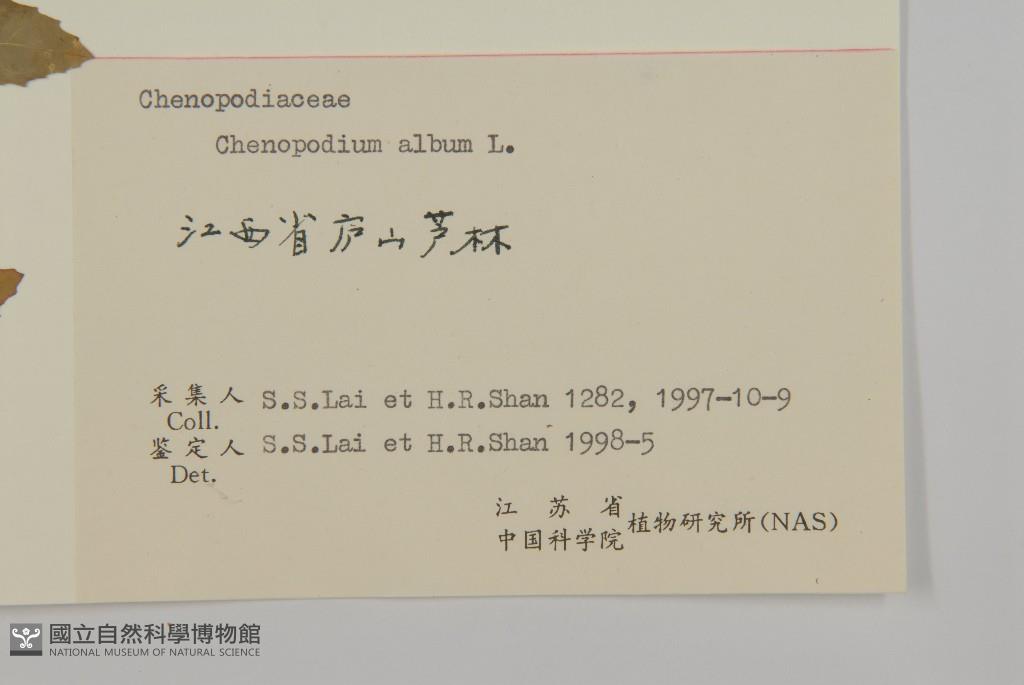 Chenopodiaceae
Chenopodium album L.
江西省庐山芦林
采集人 S.S.Lai et H.R.Shan 1282, 1997-10-9
Coll.
鉴定人 S.S.Lai et H.R.Shan 1998-5
Det.
江苏省
中国科学院 植物研究所(NAS)
國立自然科學博物館
NATIONAL MUSEUM OF NATURAL SCIENCE